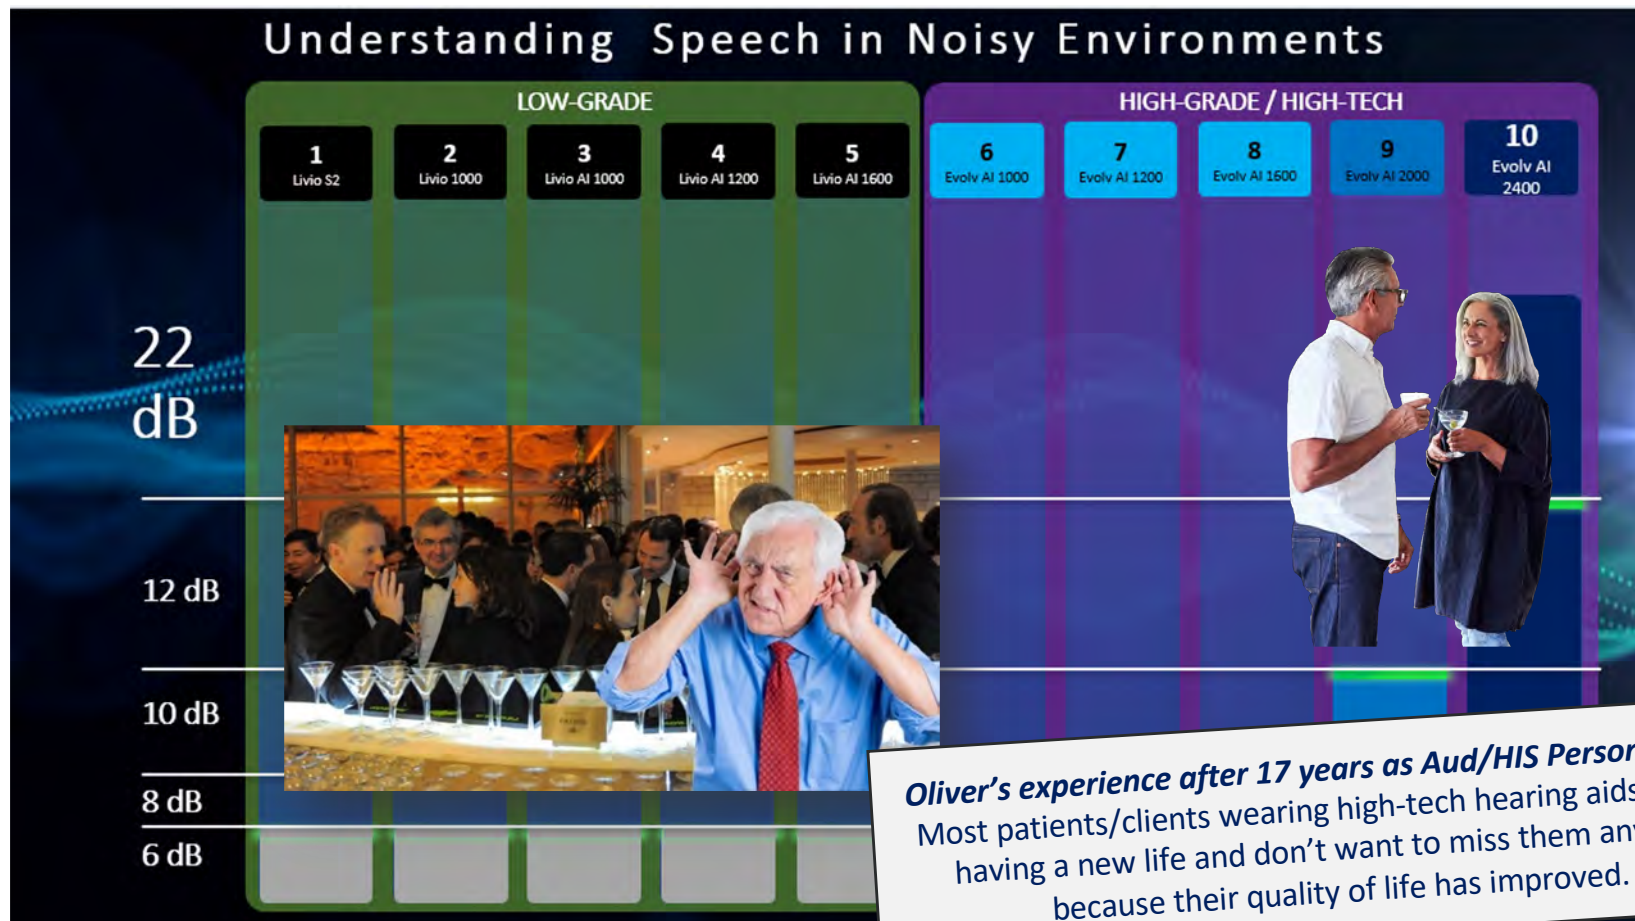 Understanding Speech in Noisy Environments
LOW-GRADE
HIGH-GRADE / HIGH-TECH
1
Livio S2
2
Livio 1000
3
Livio AI 1000
4
Livio AI 1200
5
Livio AI 1600
6
Evolv AI 1000
7
Evolv AI 1200
8
Evolv AI 1600
9
Evolv AI 2000
10
Evolv AI
2400
22
dB
12 dB
10 dB
8 dB
6 dB
Oliver's experience after 17 years as Aud/HIS Person
Most patients/clients wearing high-tech hearing aids
having a new life and don't want to miss them
because their quality of life has improved.